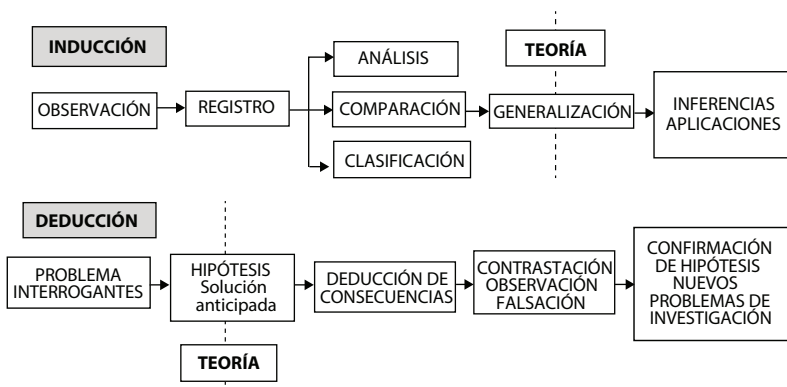 INDUCCIÓN
TEORÍA
ANÁLISIS
OBSERVACIÓN
REGISTRO
COMPARACIÓN
GENERALIZACIÓN
INFERENCIAS
APLICACIONES
CLASIFICACIÓN
DEDUCCIÓN
PROBLEMA
INTERROGANTES
HIPÓTESIS
Solución
anticipada
DEDUCCIÓN DE
CONSECUENCIAS
CONTRASTACIÓN
OBSERVACIÓN
FALSACIÓN
CONFIRMACIÓN
DE HIPÓTESIS
NUEVOS
PROBLEMAS DE
INVESTIGACIÓN
TEORÍA